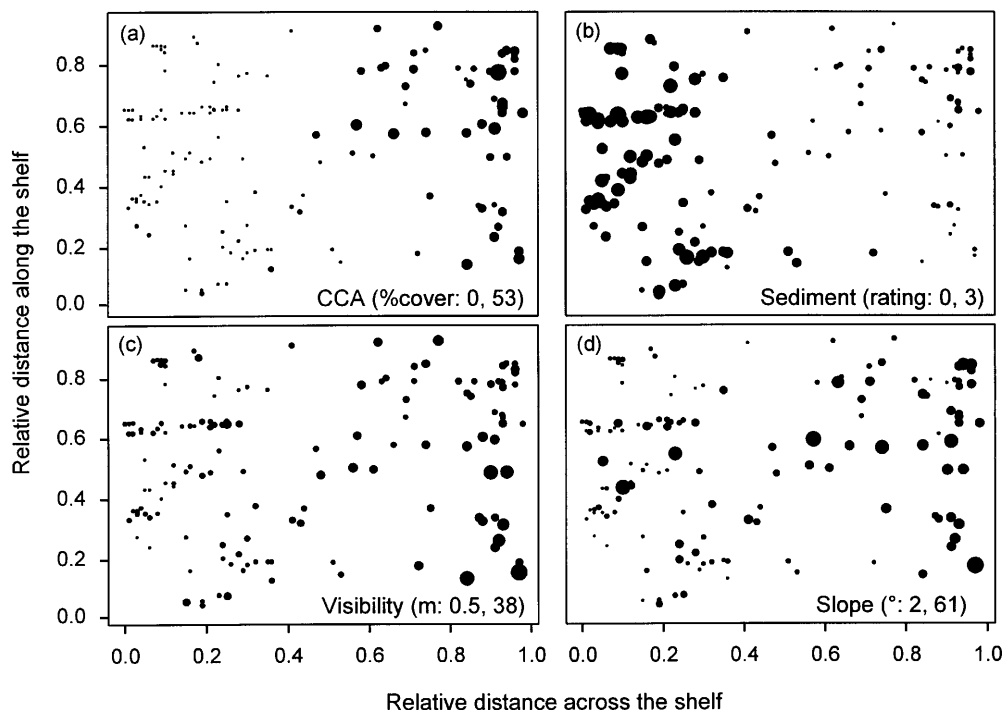 (a)
CCA (%cover: 0, 53)
(b)
Sediment (rating: 0, 3)
(c)
Visibility (m: 0.5, 38)
(d)
Slope (°: 2, 61)
0.8
0.6
0.4
0.2
0.0
0.8
0.6
0.4
0.2
0.0
Relative distance along the shelf
0.0 0.2 0.4 0.6 0.8 1.0
0.0 0.2 0.4 0.6 0.8 1.0
Relative distance across the shelf